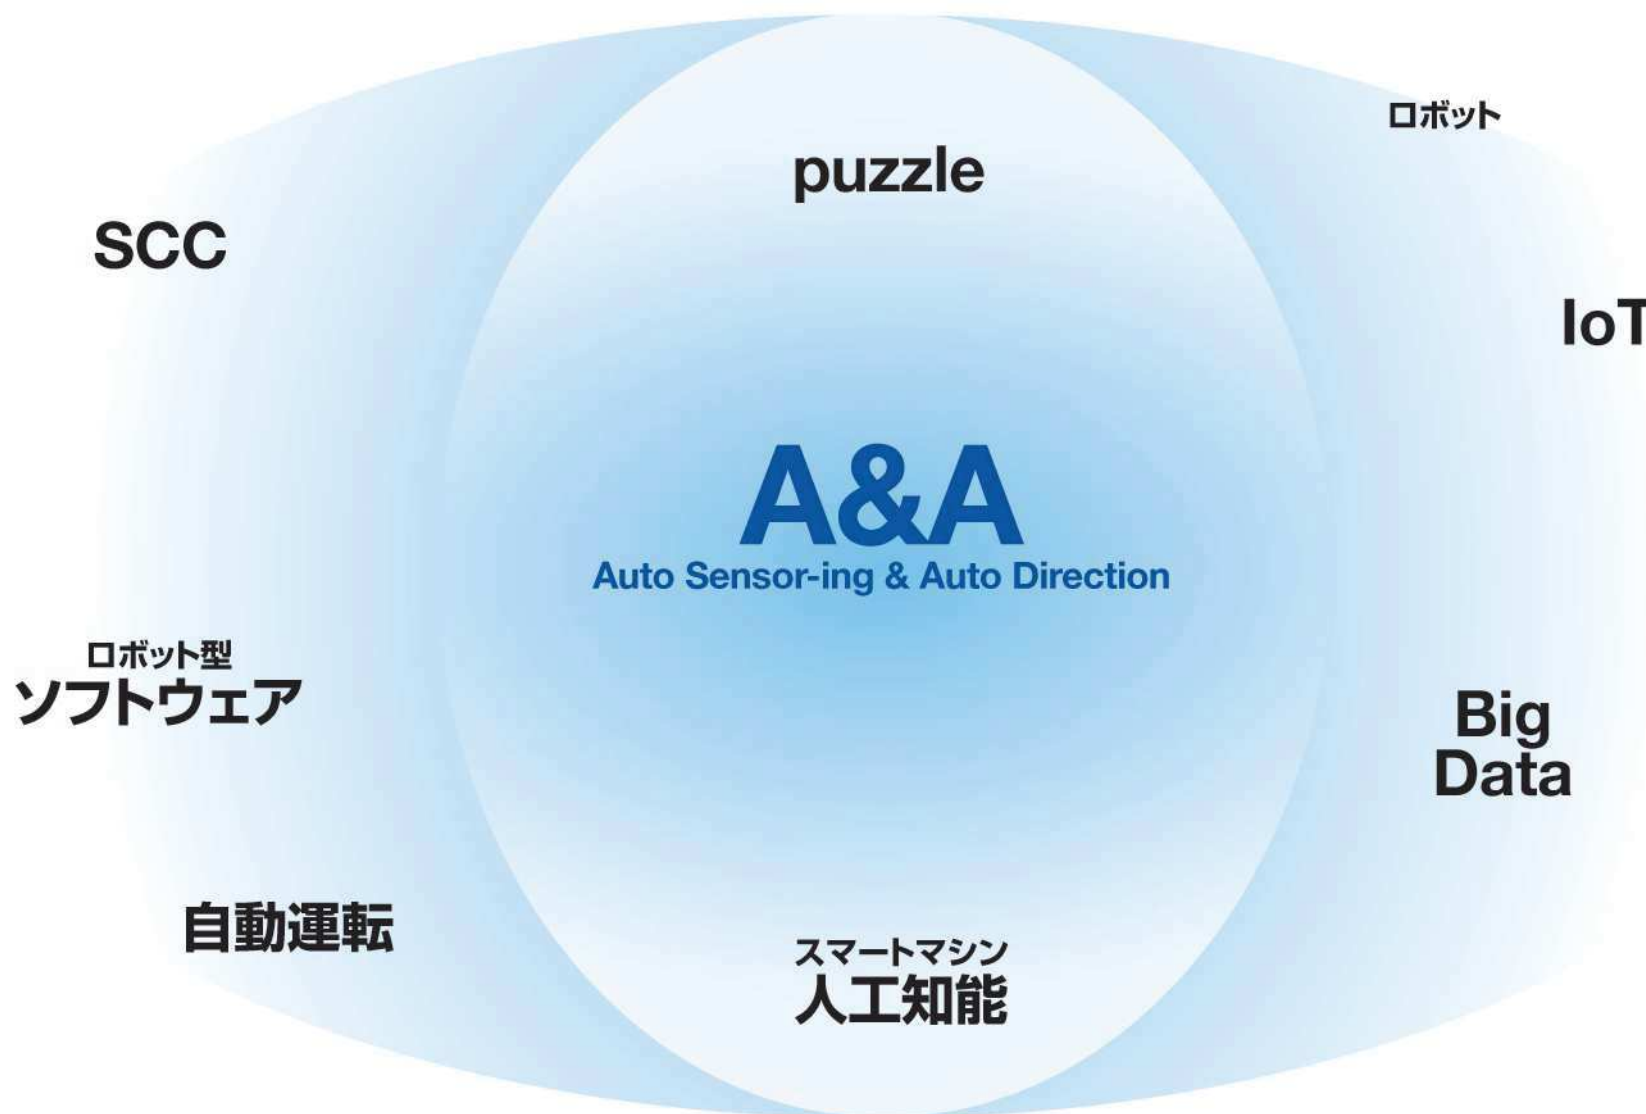 puzzle
ロボット
SCC
IoT
A&A
Auto Sensor-ing & Auto Direction
ロボット型
ソフトウェア
Big
Data
自動運転
スマートマシン
人工知能